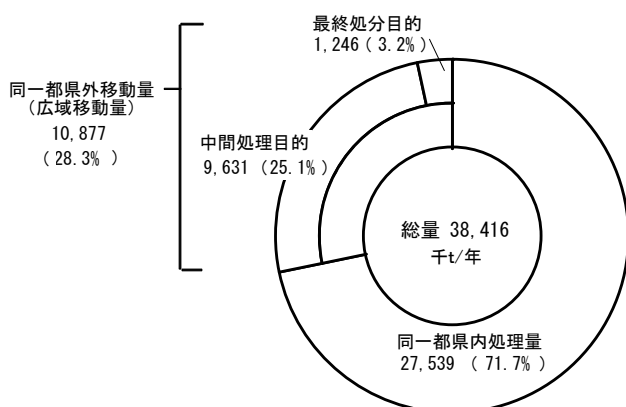 最終処分目的
1,246 ( 3.2%)
同一都県外移動量
(広域移動量)
10,877
( 28.3% )
中間処理目的
9,631 (25.1% )
総量 38,416
千t/年
同一都県内処理量
27,539 ( 71.7% )